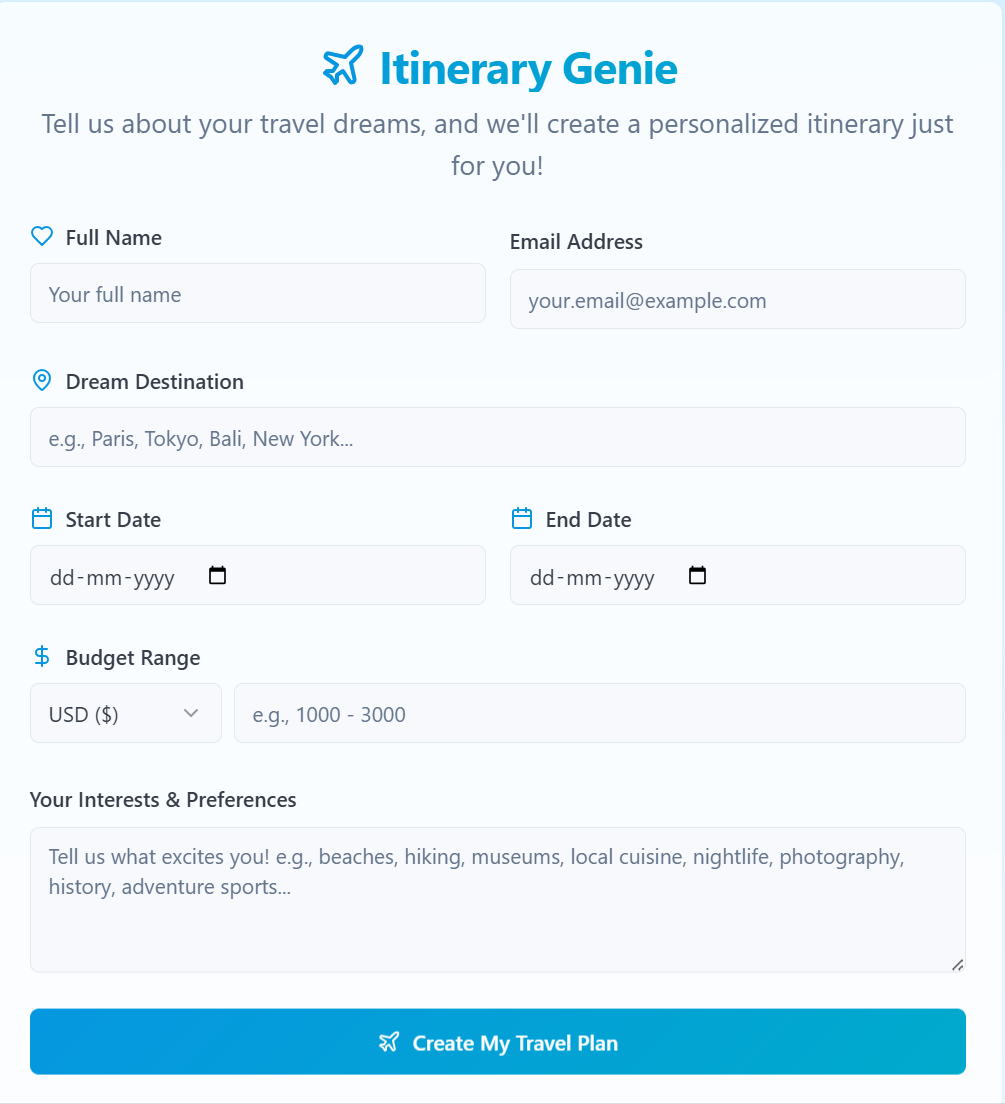 Itinerary Genie
Tell us about your travel dreams, and we'll create a personalized itinerary just
for you!
Full Name
Email Address
Your full name
your.email@example.com
Dream Destination
e.g., Paris, Tokyo, Bali, New York...
Start Date
End Date
dd-mm-yyyy
dd-mm-yyyy
Budget Range
USD ($)
e.g., 1000 - 3000
Your Interests & Preferences
Tell us what excites you! e.g., beaches, hiking, museums, local cuisine, nightlife, photography,
history, adventure sports...
Create My Travel Plan